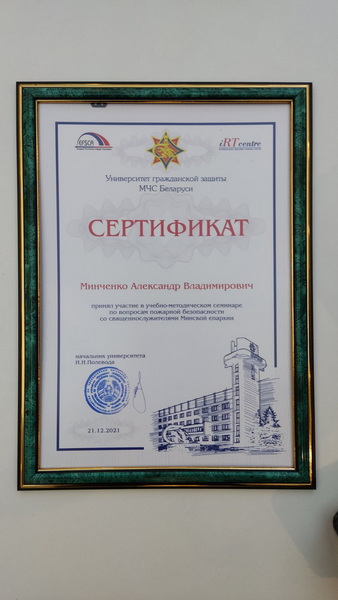 iRTcentre
Университет гражданской защиты
МЧС Беларуси
СЕРТИФИКАТ
Минченко Александр Владимирович
принял участие в учебно-методическом семинаре
по вопросам пожарной безопасности
со священнослужителями Минской епархии
начальник университета
И.И.Полевода
21.12.2021